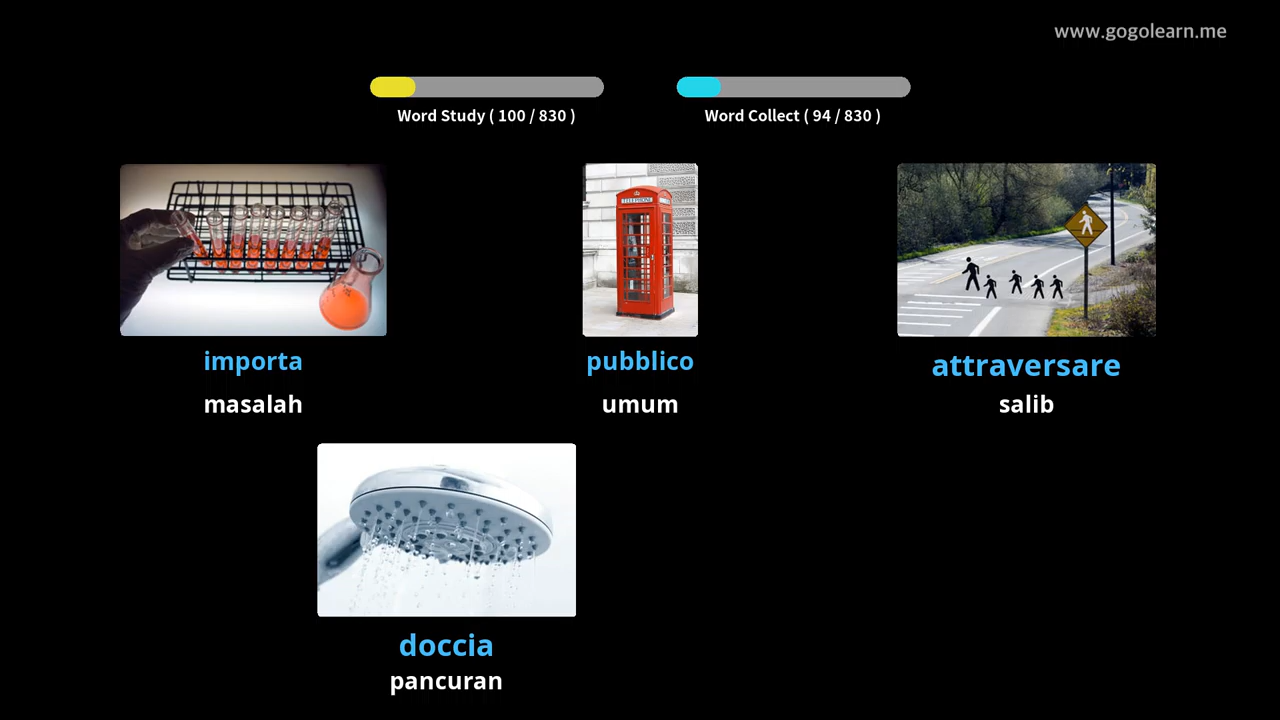 www.gogolearn.me
Word Study ( 100 / 830 )
Word Collect ( 94 / 830 )
TELEPHONE
importa
pubblico
attraversare
masalah
umum
salib
doccia
pancuran